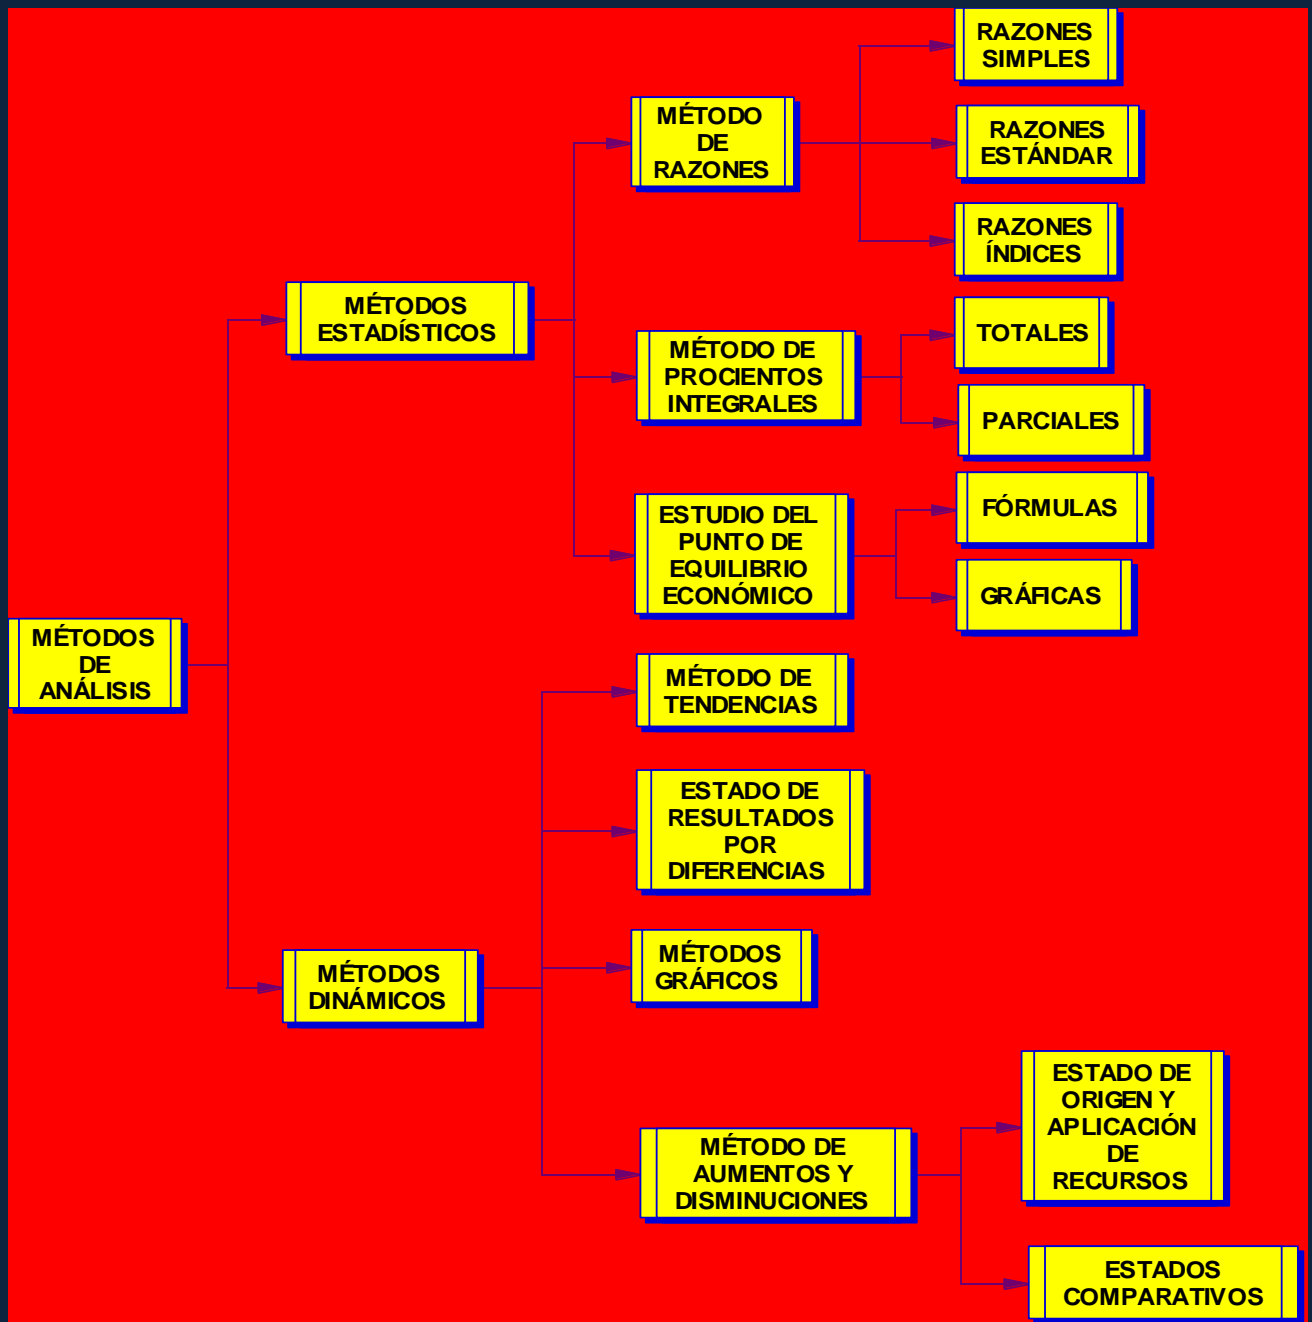 RAZONES
SIMPLES
MÉTODO
DE
RAZONES
RAZONES
ESTÁNDAR
RAZONES
ÍNDICES
MÉTODOS
ESTADÍSTICOS
MÉTODO DE
PROCIENTOS
INTEGRALES
TOTALES
PARCIALES
ESTUDIO DEL
PUNTO DE
EQUILIBRIO
ECONÓMICO
FÓRMULAS
GRÁFICAS
MÉTODOS
DE
ANÁLISIS
MÉTODO DE
TENDENCIAS
ESTADO DE
RESULTADOS
POR
DIFERENCIAS
MÉTODOS
DINÁMICOS
MÉTODOS
GRÁFICOS
MÉTODO DE
AUMENTOS Y
DISMINUCIONES
ESTADO DE
ORIGEN Y
APLICACIÓN
DE
RECURSOS
ESTADOS
COMPARATIVOS